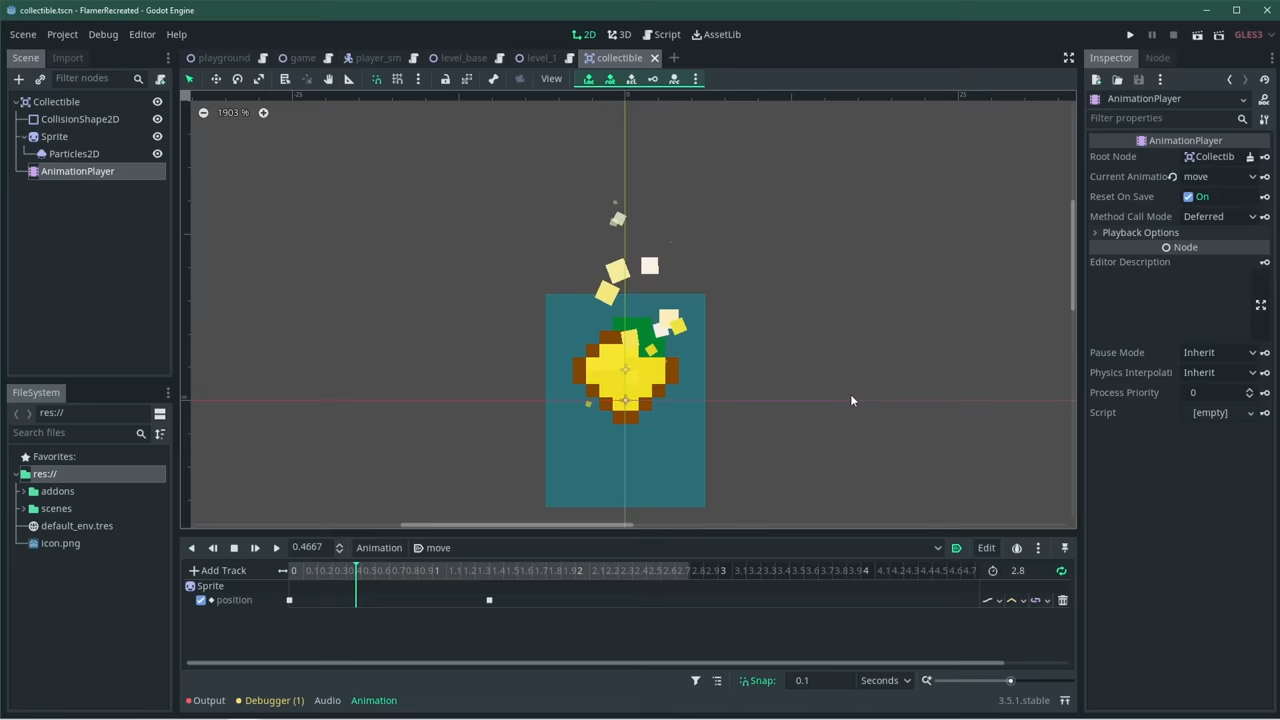 collectible.tscn - FlamerRecreated - Godot Engine
Scene Project Debug Editor Help
2D 3D Script AssetLib
GLES3
Scene Import
playground game player_sm level_base level_1 collectible
Inspector Node
Filter nodes
View
Collectible
CollisionShape2D
Sprite
Particles2D
AnimationPlayer
-25 0 25
1903 %
AnimationPlayer
Filter properties
AnimationPlayer
Root Node Collectib
Current Animatio move
Reset On Save On
Method Call Mode Deferred
Playback Options
Node
Editor Description
Pause Mode Inherit
Physics Interpolati Inherit
Process Priority 0
Script [empty]
FileSystem
res://
Search files
Favorites:
res://
addons
scenes
default_env.tres
icon.png
0.4667 Animation move Edit
Add Track 0 2.8
Sprite
position
Snap: 0.1 Seconds
Output Debugger (1) Audio Animation 3.5.1.stable